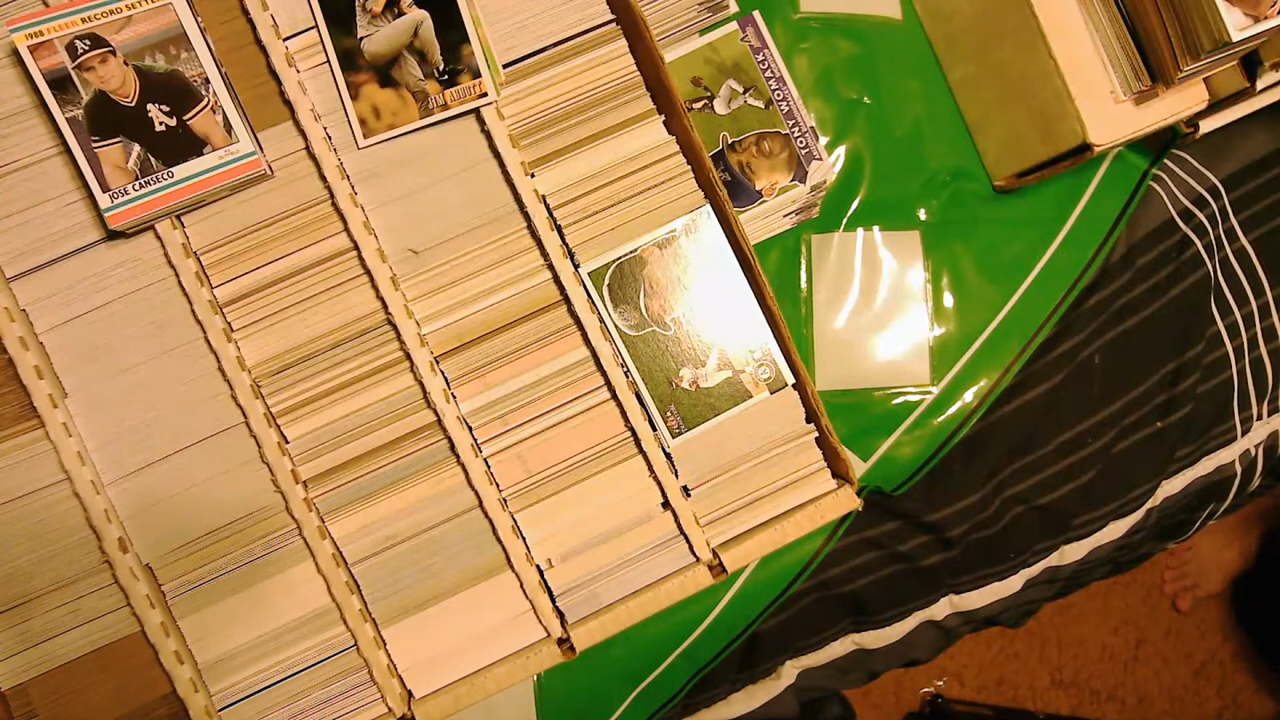 1988 FLEER RECORD SETTERS
A's
A's
JOSE CANSECO
JIM ABBOTT
TONY WOMACK